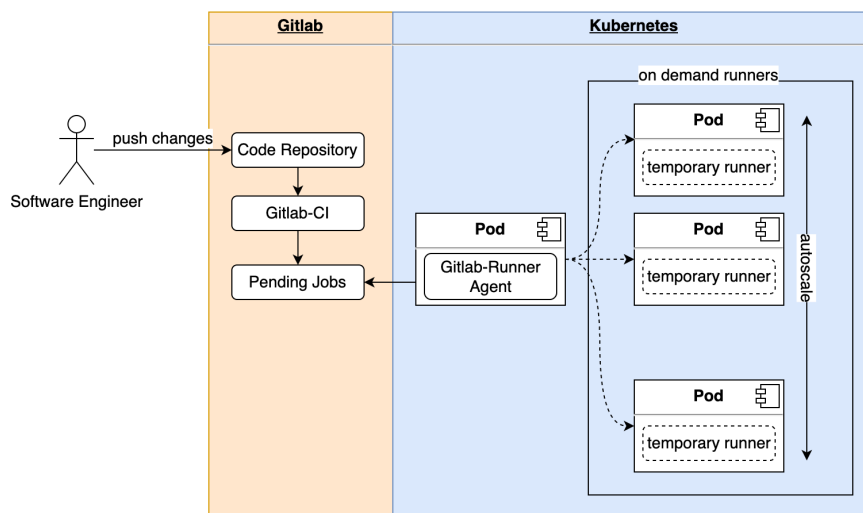 Gitlab
Kubernetes
on demand runners
push changes
Software Engineer
Code Repository
Gitlab-CI
Pending Jobs
Pod
Gitlab-Runner
Agent
Pod
temporary runner
Pod
temporary runner
Pod
temporary runner
autoscale